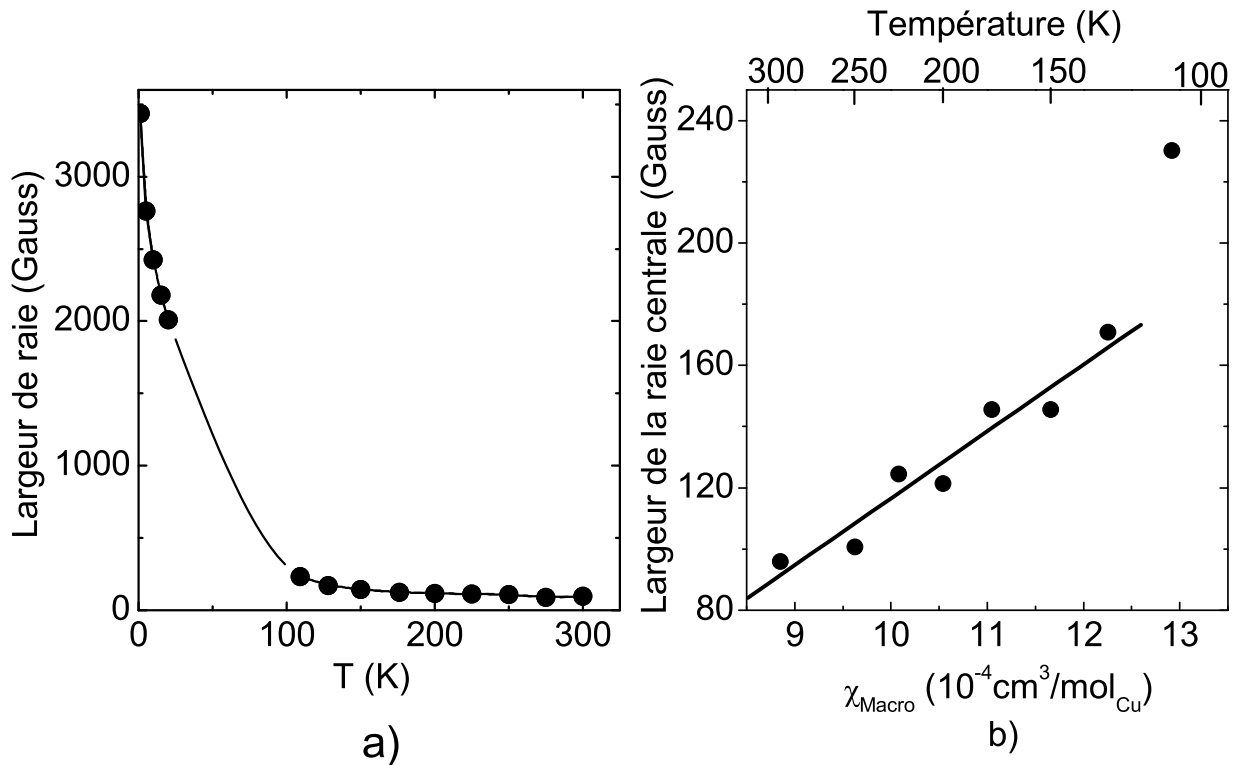 Largeur de raie (Gauss)
3000
2000
1000
0
0 100 200 300
T (K)
a)
Température (K)
300 250 200 150 100
Largeur de la raie centrale (Gauss)
240
200
160
120
80
9 10 11 12 13
χMacro (10-4cm3/molCu)
b)